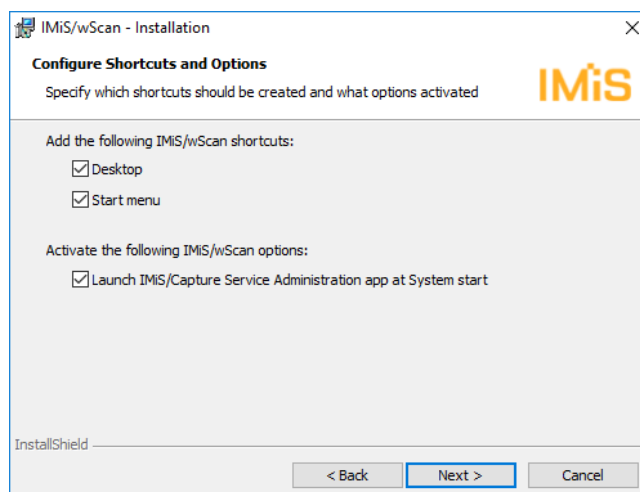 IMiS/wScan - Installation
Configure Shortcuts and Options
Specify which shortcuts should be created and what options activated
IMiS
Add the following IMiS/wScan shortcuts:
Desktop
Start menu
Activate the following IMiS/wScan options:
Launch IMiS/Capture Service Administration app at System start
InstallShield
< Back
Next >
Cancel